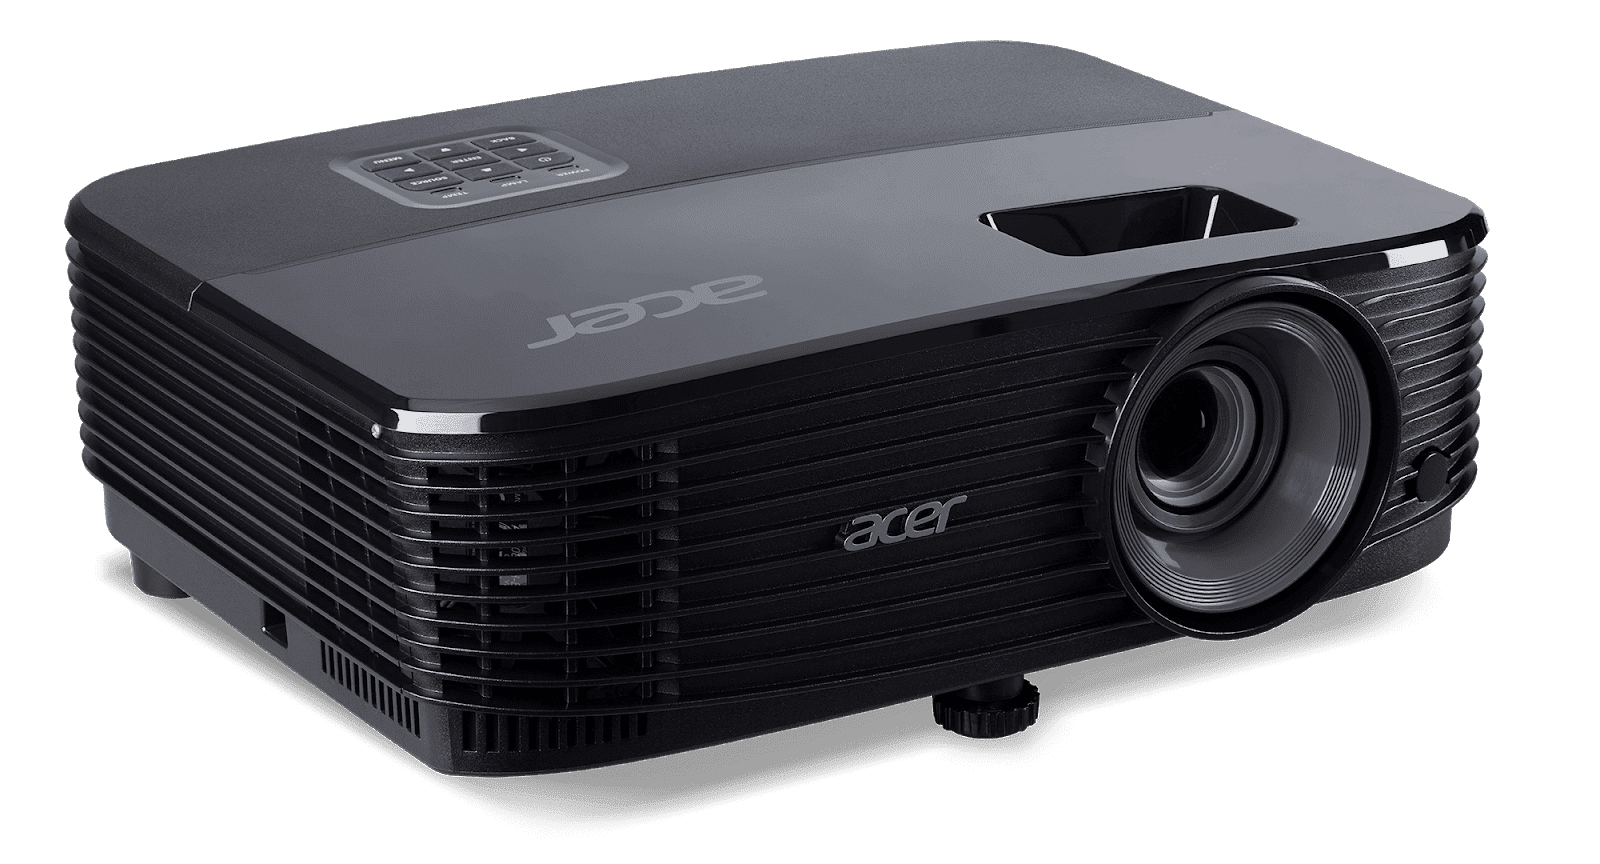 BACK
MENU
ENTER
SOURCE
POWER
LAMP
TEMP
acer
acer